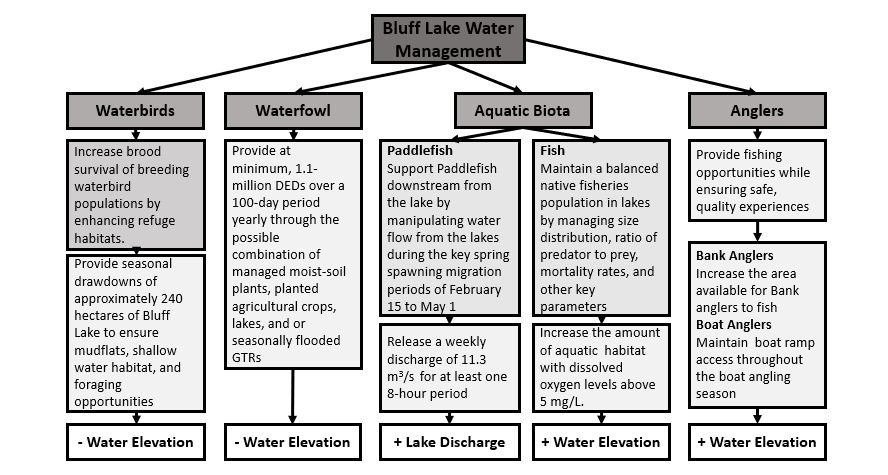 Bluff Lake Water
Management
Waterbirds
Increase brood
survival of breeding
waterbird
populations by
enhancing refuge
habitats.
Provide seasonal
drawdowns of
approximately 240
hectares of Bluff
Lake to ensure
mudflats, shallow
water habitat, and
foraging
opportunities
- Water Elevation
Waterfowl
Provide at
minimum, 1.1-
million DEDs over a
100-day period
yearly through the
possible
combination of
managed moist-soil
plants, planted
agricultural crops,
lakes, and or
seasonally flooded
GTRs
- Water Elevation
Aquatic Biota
Paddlefish
Support Paddlefish
downstream from
the lake by
manipulating water
flow from the lakes
during the key spring
spawning migration
periods of February
15 to May 1
Release a weekly
discharge of 11.3
m³/s for at least one
8-hour period
+ Lake Discharge
Fish
Maintain a balanced
native fisheries
population in lakes
by managing size
distribution, ratio of
predator to prey,
mortality rates, and
other key
parameters
Increase the amount
of aquatic habitat
with dissolved
oxygen levels above
5 mg/L.
+ Water Elevation
Anglers
Provide fishing
opportunities while
ensuring safe,
quality experiences
Bank Anglers
Increase the area
available for Bank
anglers to fish
Boat Anglers
Maintain boat ramp
access throughout
the boat angling
season
+ Water Elevation